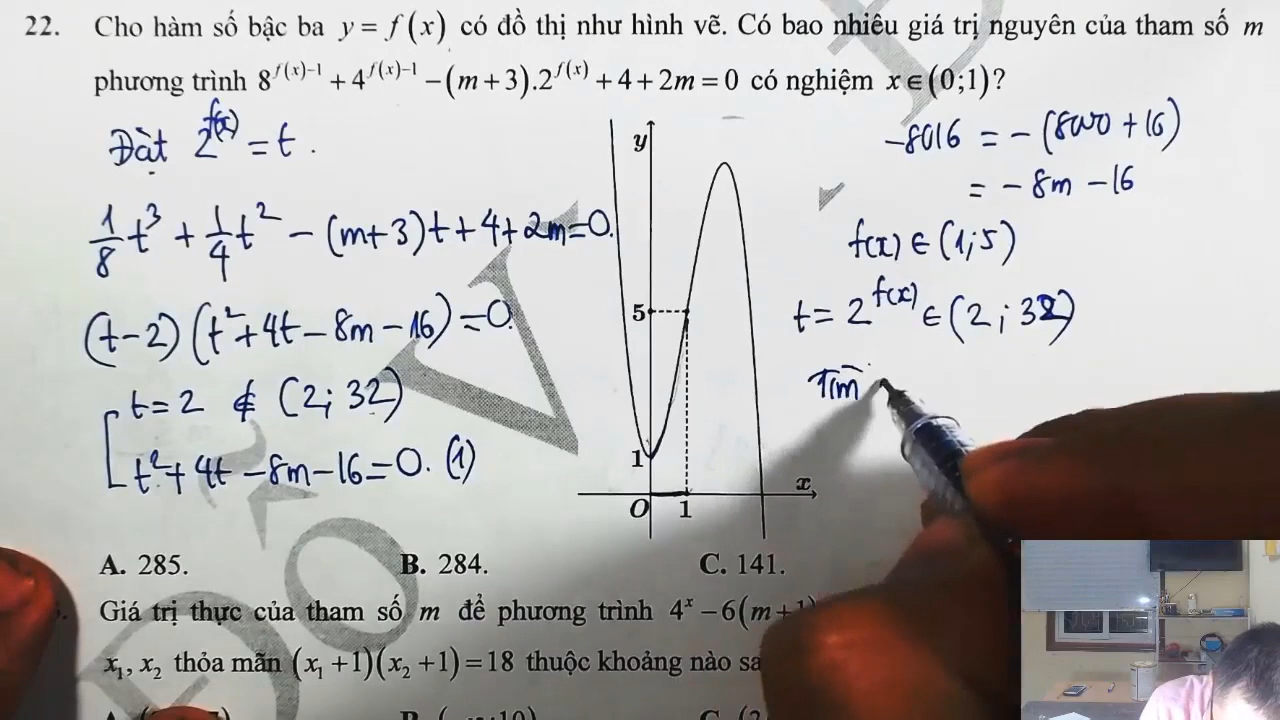 22. Cho hàm số bậc ba y = f(x) có đồ thị như hình vẽ. Có bao nhiêu giá trị nguyên của tham số m
phương trình 8^{f(x)-1} + 4^{f(x)-1} - (m+3).2^{f(x)} + 4 + 2m = 0 có nghiệm x ∈ (0;1)?
Đặt 2^{f(x)} = t.
1/8 t³ + 1/4 t² - (m+3)t + 4 + 2m = 0.
(t-2)(t² + 4t - 8m - 16) = 0.
t = 2 ∉ (2; 32)
t² + 4t - 8m - 16 = 0. (1)
y
5
1
O 1 x
-8016 = -(8000 + 16)
= -8m - 16
f(x) ∈ (1; 5)
t = 2^{f(x)} ∈ (2; 32)
Tìm
A. 285. B. 284. C. 141.
Giá trị thực của tham số m để phương trình 4^x - 6(m+1)
x₁, x₂ thỏa mãn (x₁+1)(x₂+1) = 18 thuộc khoảng nào sa